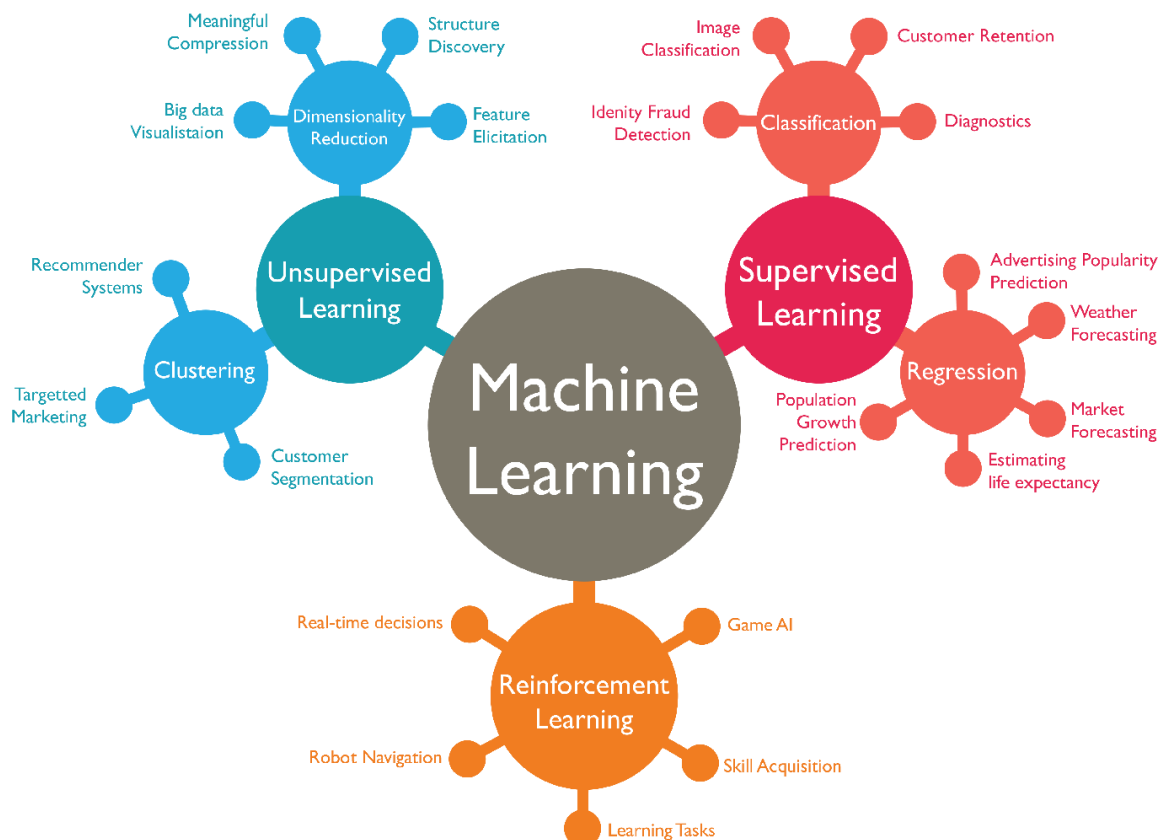 Meaningful
Compression
Structure
Discovery
Big data
Visualistaion
Dimensionality
Reduction
Feature
Elicitation
Image
Classification
Customer Retention
Idenity Fraud
Detection
Classification
Diagnostics
Recommender
Systems
Unsupervised
Learning
Clustering
Targetted
Marketing
Customer
Segmentation
Machine
Learning
Supervised
Learning
Advertising Popularity
Prediction
Weather
Forecasting
Regression
Population
Growth
Prediction
Market
Forecasting
Estimating
life expectancy
Real-time decisions
Game AI
Reinforcement
Learning
Robot Navigation
Skill Acquisition
Learning Tasks